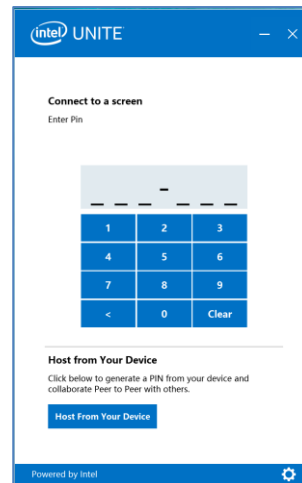 intel UNITE
Connect to a screen
Enter Pin
_ _ _ - _ _ _
1 2 3
4 5 6
7 8 9
< 0 Clear
Host from Your Device
Click below to generate a PIN from your device and
collaborate Peer to Peer with others.
Host From Your Device
Powered by Intel